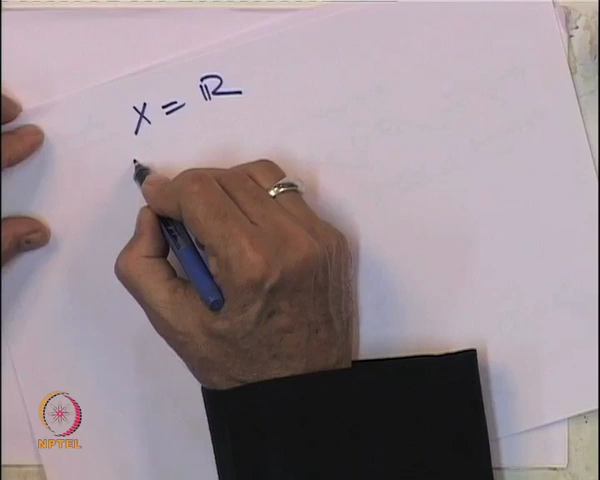 X = ℝ
NPTEL